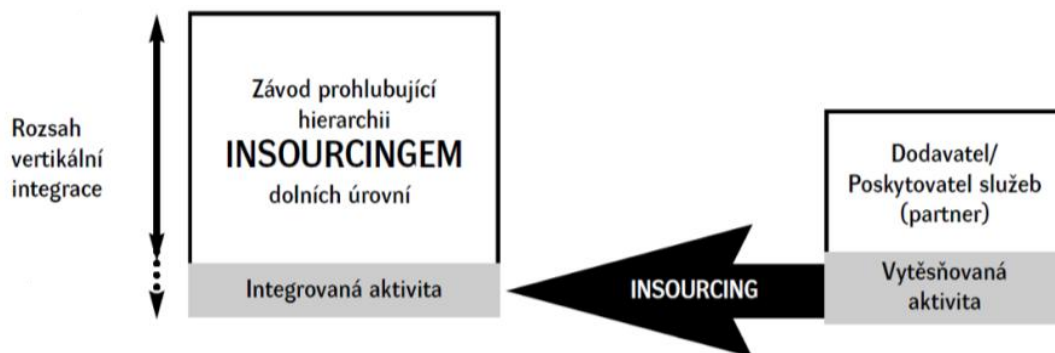 Rozsah
vertikální
integrace
Závod prohlubující
hierarchii
INSOURCINGEM
dolních úrovní
Integrovaná aktivita
INSOURCING
Dodavatel/
Poskytovatel služeb
(partner)
Vytěsňovaná
aktivita